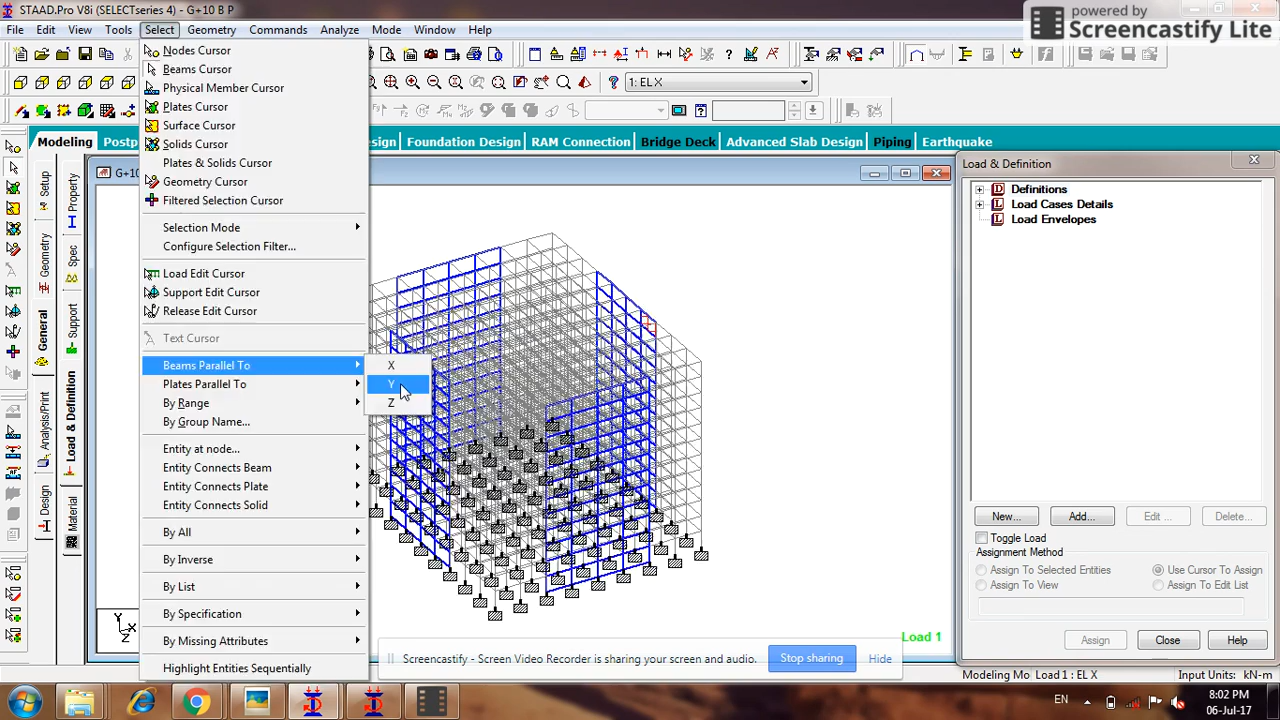 STAAD.Pro V8i (SELECTseries 4) - G+10 B P
powered by
Screencastify Lite
File Edit View Tools Select Geometry Commands Analyze Mode Window Help
Nodes Cursor
Beams Cursor
Physical Member Cursor
Plates Cursor
Surface Cursor
Solids Cursor
Plates & Solids Cursor
Geometry Cursor
Filtered Selection Cursor
Selection Mode
Configure Selection Filter...
Load Edit Cursor
Support Edit Cursor
Release Edit Cursor
Text Cursor
Beams Parallel To
Plates Parallel To
By Range
By Group Name...
Entity at node...
Entity Connects Beam
Entity Connects Plate
Entity Connects Solid
By All
By Inverse
By List
By Specification
By Missing Attributes
Highlight Entities Sequentially
X
Y
Z
1: EL X
Modeling Postp sign Foundation Design RAM Connection Bridge Deck Advanced Slab Design Piping Earthquake
G+10
Setup
Geometry
General
Analysis/Print
Design
Property
Spec
Support
Load & Definition
Material
Y
X
Z
Load 1
Load & Definition
Definitions
Load Cases Details
Load Envelopes
New... Add... Edit ... Delete...
Toggle Load
Assignment Method
Assign To Selected Entities Use Cursor To Assign
Assign To View Assign To Edit List
Assign Close Help
Screencastify - Screen Video Recorder is sharing your screen and audio. Stop sharing Hide
Modeling Mo Load 1 : EL X Input Units: kN-m
EN
8:02 PM
06-Jul-17